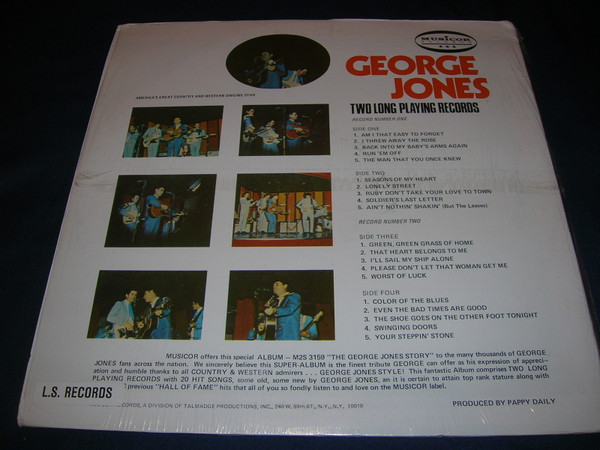 MUSICOR
GEORGE
JONES
TWO LONG PLAYING RECORDS
AMERICA'S GREAT COUNTRY AND WESTERN SINGING STAR
RECORD NUMBER ONE
SIDE ONE
1. AM I THAT EASY TO FORGET
2. I THREW AWAY THE ROSE
3. BACK INTO MY BABY'S ARMS AGAIN
4. RUN 'EM OFF
5. THE MAN THAT YOU ONCE KNEW
SIDE TWO
1. SEASONS OF MY HEART
2. LONELY STREET
3. RUBY DON'T TAKE YOUR LOVE TO TOWN
4. SOLDIER'S LAST LETTER
5. AIN'T NOTHIN' SHAKIN' (But The Leaves)
RECORD NUMBER TWO
SIDE THREE
1. GREEN, GREEN GRASS OF HOME
2. THAT HEART BELONGS TO ME
3. I'LL SAIL MY SHIP ALONE
4. PLEASE DON'T LET THAT WOMAN GET ME
5. WORST OF LUCK
SIDE FOUR
1. COLOR OF THE BLUES
2. EVEN THE BAD TIMES ARE GOOD
3. THE SHOE GOES ON THE OTHER FOOT TONIGHT
4. SWINGING DOORS
5. YOUR STEPPIN' STONE
MUSICOR offers this special ALBUM — M2S 3159 "THE GEORGE JONES STORY" to the many thousands of GEORGE
JONES fans across the nation. We sincerely believe this SUPER-ALBUM is the finest tribute GEORGE can offer as his expression of appreci-
ation and humble thanks to all COUNTRY & WESTERN admirers . . . GEORGE JONES STYLE! This fantastic Album comprises TWO LONG
PLAYING RECORDS with 20 HIT SONGS, some old, some new by GEORGE JONES, an it is certain to attain top rank stature along with
previous "HALL OF FAME" hits that all of you so fondly listen to and love on the MUSICOR label.
L.S. RECORDS
RECORDS, A DIVISION OF TALMADGE PRODUCTIONS, INC., 240 W. 55th ST., N.Y., N.Y., 10019
PRODUCED BY PAPPY DAILY